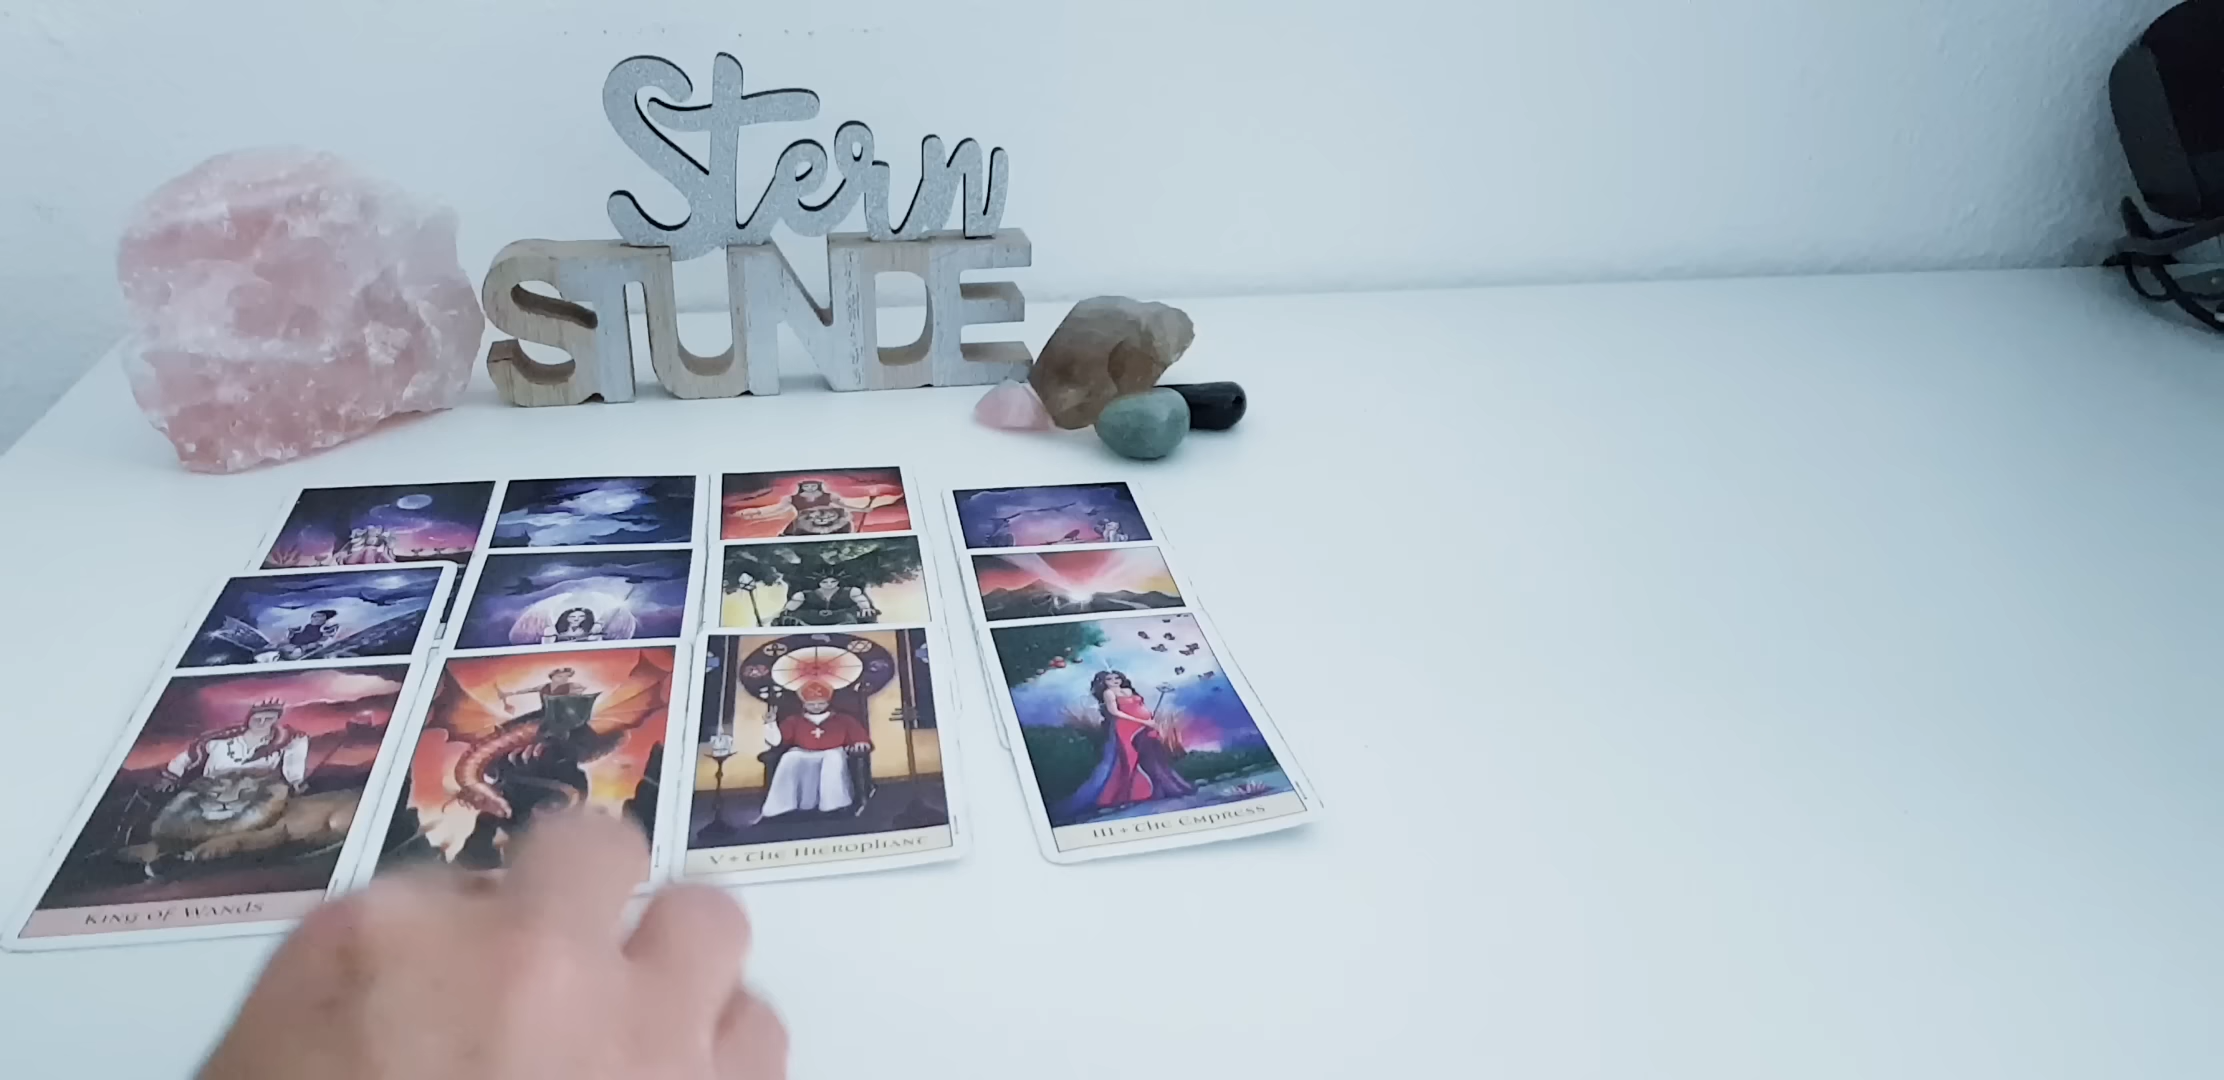 Stern
STUNDE
King of Wands
V • The Hierophant
III • The Empress